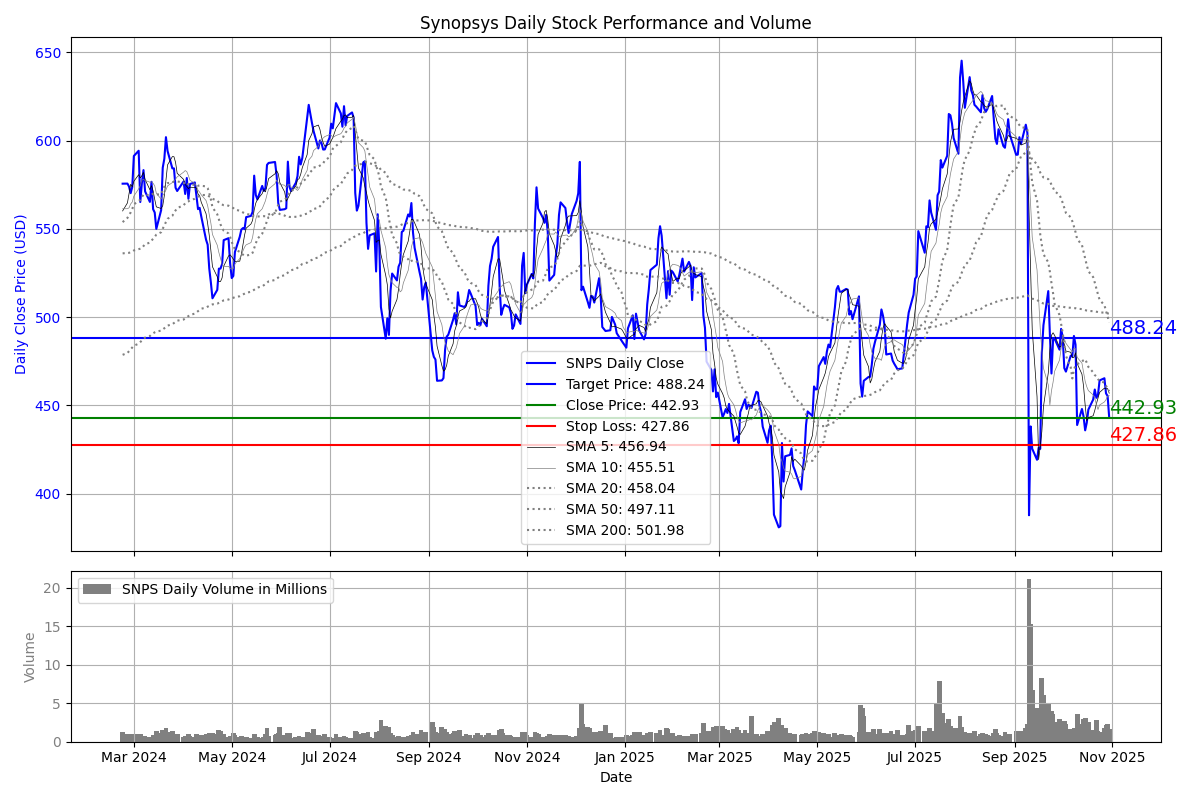 Synopsys Daily Stock Performance and Volume
650
600
550
500
450
400
Daily Close Price (USD)
488.24
442.93
427.86
SNPS Daily Close
Target Price: 488.24
Close Price: 442.93
Stop Loss: 427.86
SMA 5: 456.94
SMA 10: 455.51
SMA 20: 458.04
SMA 50: 497.11
SMA 200: 501.98
SNPS Daily Volume in Millions
20
15
10
5
0
Volume
Mar 2024 May 2024 Jul 2024 Sep 2024 Nov 2024 Jan 2025 Mar 2025 May 2025 Jul 2025 Sep 2025 Nov 2025
Date